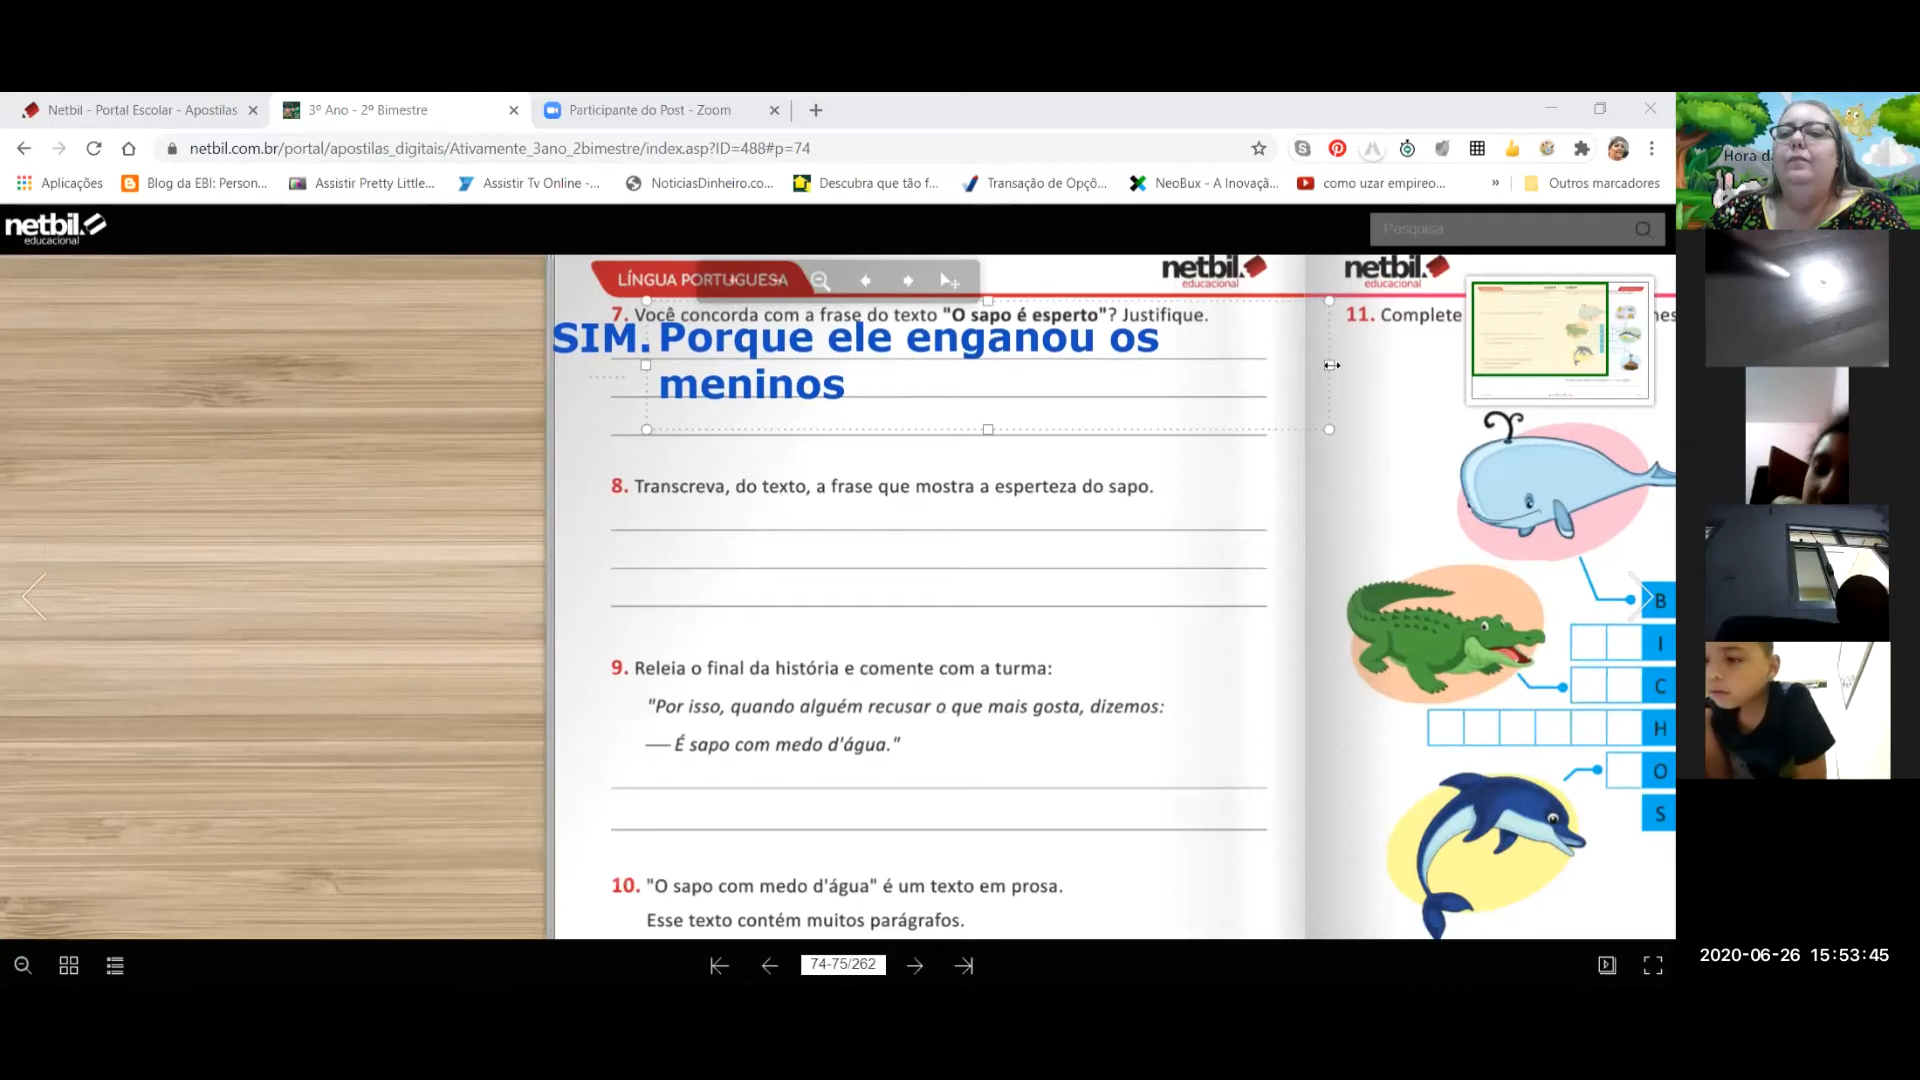 Netbil - Portal Escolar - Apostilas
3º Ano - 2º Bimestre
Participante do Post - Zoom
netbil.com.br/portal/apostilas_digitais/Ativamente_3ano_2bimestre/index.asp?ID=488#p=74
Aplicações
Blog da EBI: Person...
Assistir Pretty Little...
Assistir Tv Online -...
NoticiasDinheiro.co...
Descubra que tão f...
Transação de Opçõ...
NeoBux - A Inovaçã...
como uzar empireo...
»
Outros marcadores
netbil.
educacional
Pesquisa
LÍNGUA PORTUGUESA
netbil.
educacional
7. Você concorda com a frase do texto "O sapo é esperto"? Justifique.
SIM. Porque ele enganou os
meninos
8. Transcreva, do texto, a frase que mostra a esperteza do sapo.
9. Releia o final da história e comente com a turma:
"Por isso, quando alguém recusar o que mais gosta, dizemos:
— É sapo com medo d'água."
10. "O sapo com medo d'água" é um texto em prosa.
Esse texto contém muitos parágrafos.
netbil.
educacional
11. Complete
B
I
C
H
O
S
74-75/262
Hora d
2020-06-26 15:53:45